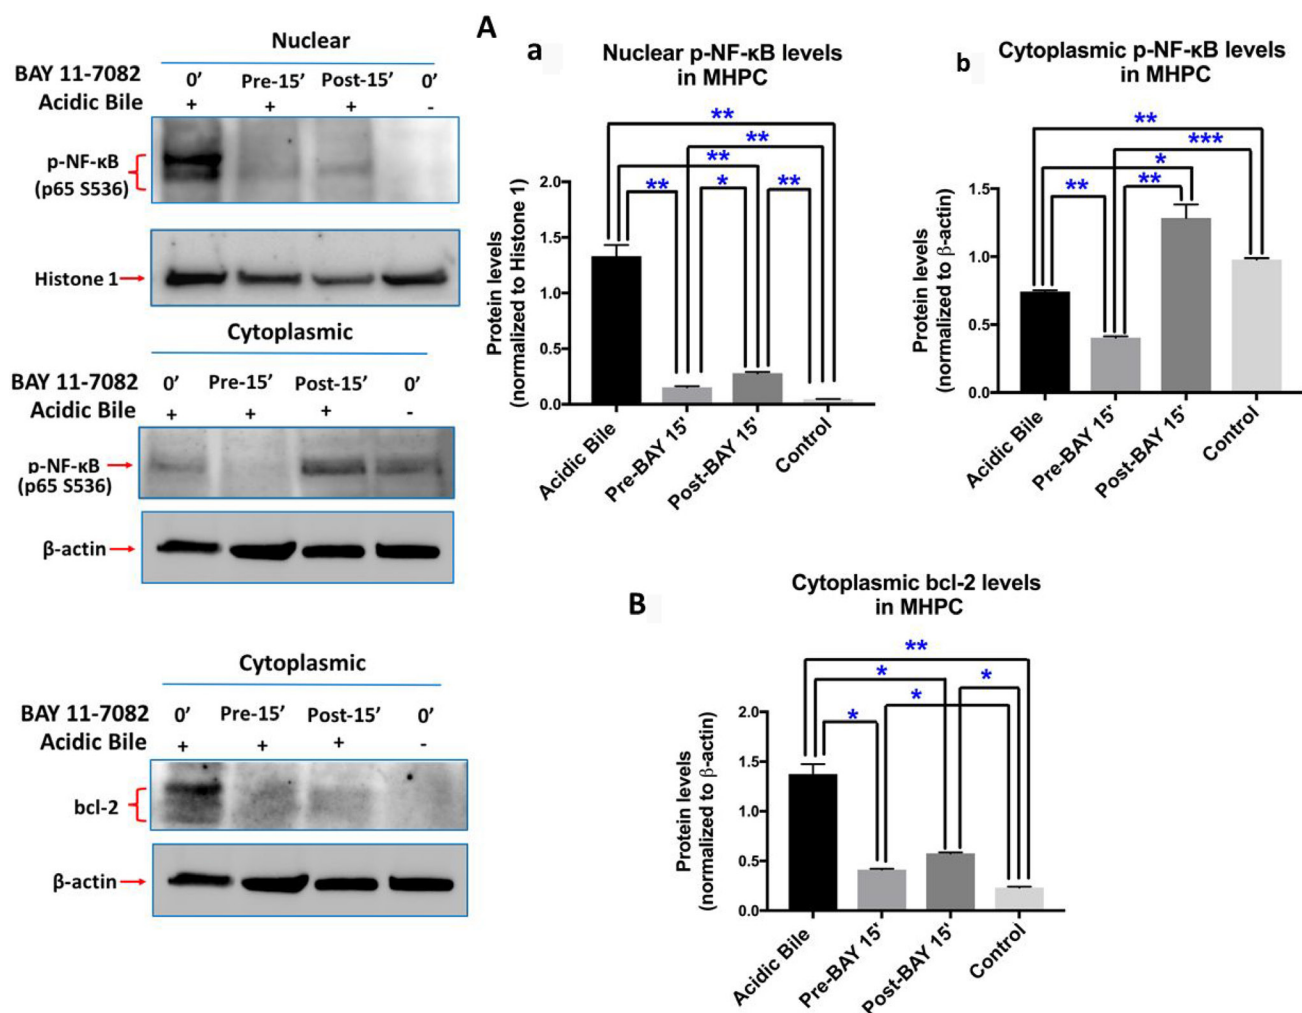 Nuclear
BAY 11-7082 0’ Pre-15’ Post-15’ 0’
Acidic Bile + + + -
p-NF-κB
(p65 S536)
Histone 1
Cytoplasmic
BAY 11-7082 0’ Pre-15’ Post-15’ 0’
Acidic Bile + + + -
p-NF-κB
(p65 S536)
β-actin
Cytoplasmic
BAY 11-7082 0’ Pre-15’ Post-15’ 0’
Acidic Bile + + + -
bcl-2
β-actin
A
a
Nuclear p-NF-κB levels
in MHPC
**
**
**
** * **
2.0
1.5
1.0
0.5
0.0
Protein levels
(normalized to Histone 1)
Acidic Bile
Pre-BAY 15'
Post-BAY 15'
Control
b
Cytoplasmic p-NF-κB levels
in MHPC
**
***
*
** **
1.5
1.0
0.5
0.0
Protein levels
(normalized to β-actin)
Acidic Bile
Pre-BAY 15'
Post-BAY 15'
Control
B
Cytoplasmic bcl-2 levels
in MHPC
**
* *
*
*
2.0
1.5
1.0
0.5
0.0
Protein levels
(normalized to β-actin)
Acidic Bile
Pre-BAY 15'
Post-BAY 15'
Control